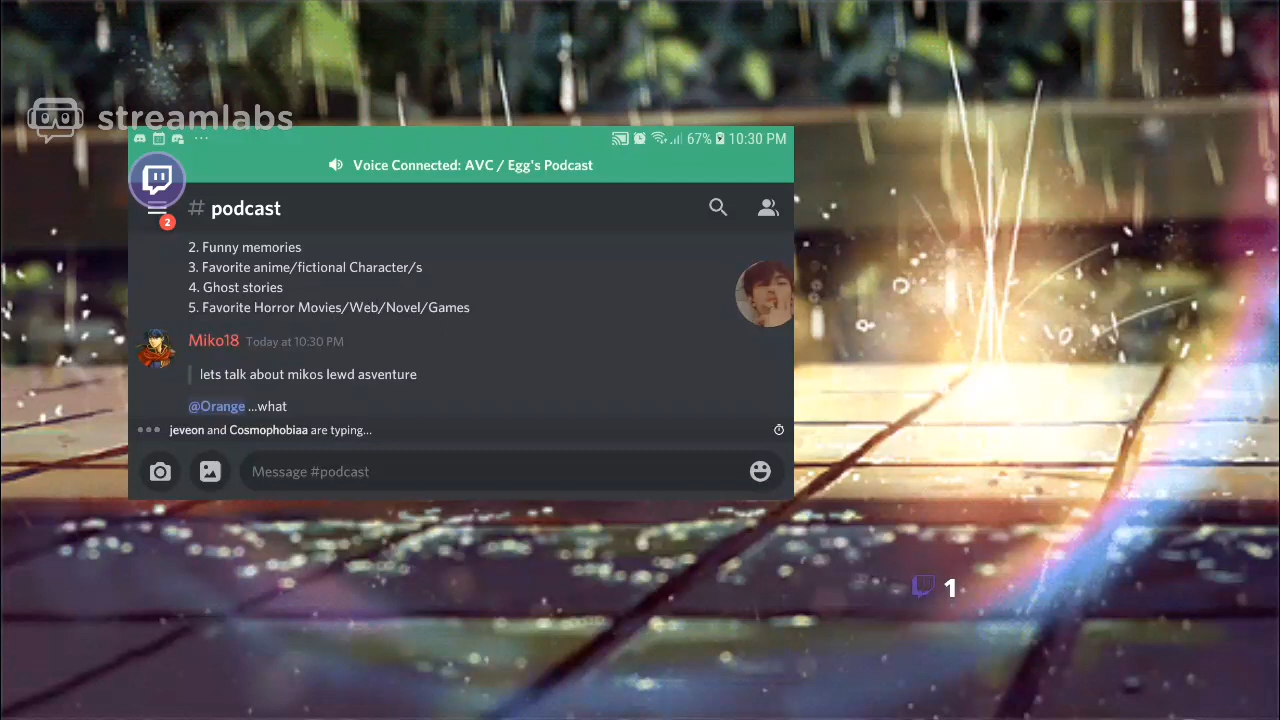 streamlabs
67% 10:30 PM
Voice Connected: AVC / Egg's Podcast
2
# podcast
2. Funny memories
3. Favorite anime/fictional Character/s
4. Ghost stories
5. Favorite Horror Movies/Web/Novel/Games
Miko18 Today at 10:30 PM
lets talk about mikos lewd asventure
@Orange ...what
jeveon and Cosmophobiaa are typing...
Message #podcast
1